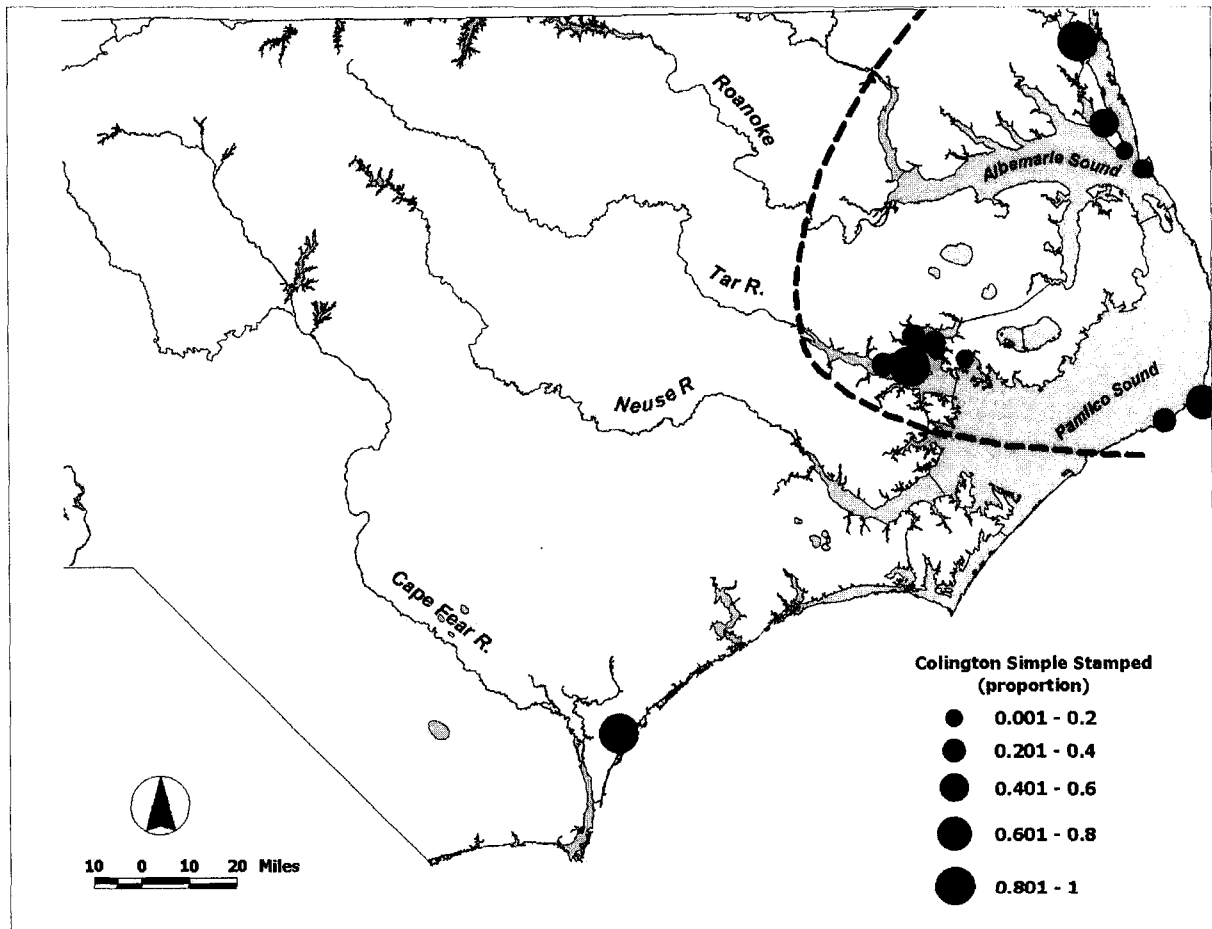 Roanoke
Albemarle Sound
Tar R.
Neuse R
Pamlico Sound
Cape Fear R.
Colington Simple Stamped
(proportion)
0.001 - 0.2
0.201 - 0.4
0.401 - 0.6
0.601 - 0.8
0.801 - 1
10 0 10 20 Miles